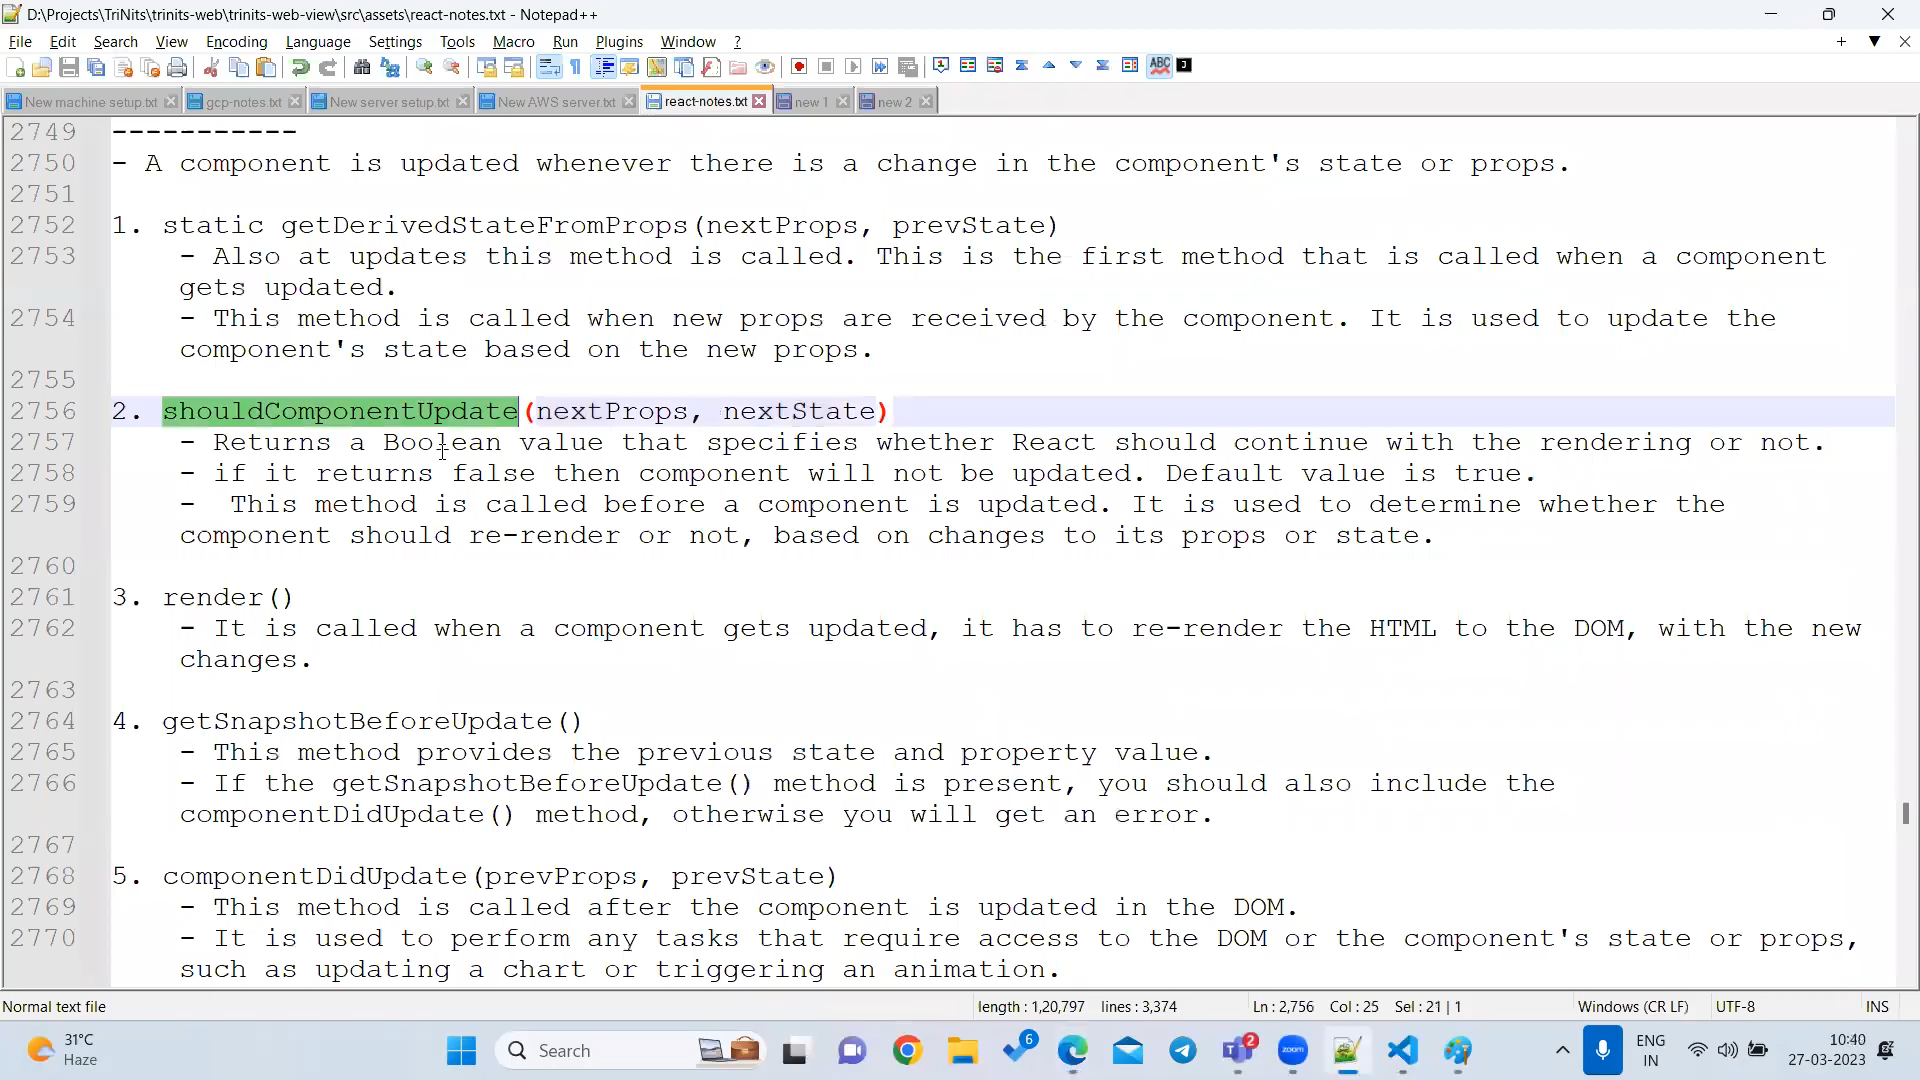 D:\Projects\TriNits\trinits-web\trinits-web-view\src\assets\react-notes.txt - Notepad++
File Edit Search View Encoding Language Settings Tools Macro Run Plugins Window ?
New machine setup.txt gcp-notes.txt New server setup.txt New AWS server.txt react-notes.txt new 1 new 2
2749 -----------
2750 - A component is updated whenever there is a change in the component's state or props.
2751
2752 1. static getDerivedStateFromProps(nextProps, prevState)
2753 - Also at updates this method is called. This is the first method that is called when a component
gets updated.
2754 - This method is called when new props are received by the component. It is used to update the
component's state based on the new props.
2755
2756 2. shouldComponentUpdate(nextProps, nextState)
2757 - Returns a Boolean value that specifies whether React should continue with the rendering or not.
2758 - if it returns false then component will not be updated. Default value is true.
2759 - This method is called before a component is updated. It is used to determine whether the
component should re-render or not, based on changes to its props or state.
2760
2761 3. render()
2762 - It is called when a component gets updated, it has to re-render the HTML to the DOM, with the new
changes.
2763
2764 4. getSnapshotBeforeUpdate()
2765 - This method provides the previous state and property value.
2766 - If the getSnapshotBeforeUpdate() method is present, you should also include the
componentDidUpdate() method, otherwise you will get an error.
2767
2768 5. componentDidUpdate(prevProps, prevState)
2769 - This method is called after the component is updated in the DOM.
2770 - It is used to perform any tasks that require access to the DOM or the component's state or props,
such as updating a chart or triggering an animation.
Normal text file length : 1,20,797 lines : 3,374 Ln : 2,756 Col : 25 Sel : 21 | 1 Windows (CR LF) UTF-8 INS
31°C
Haze
Search
6
2
zoom
ENG
IN
10:40
27-03-2023